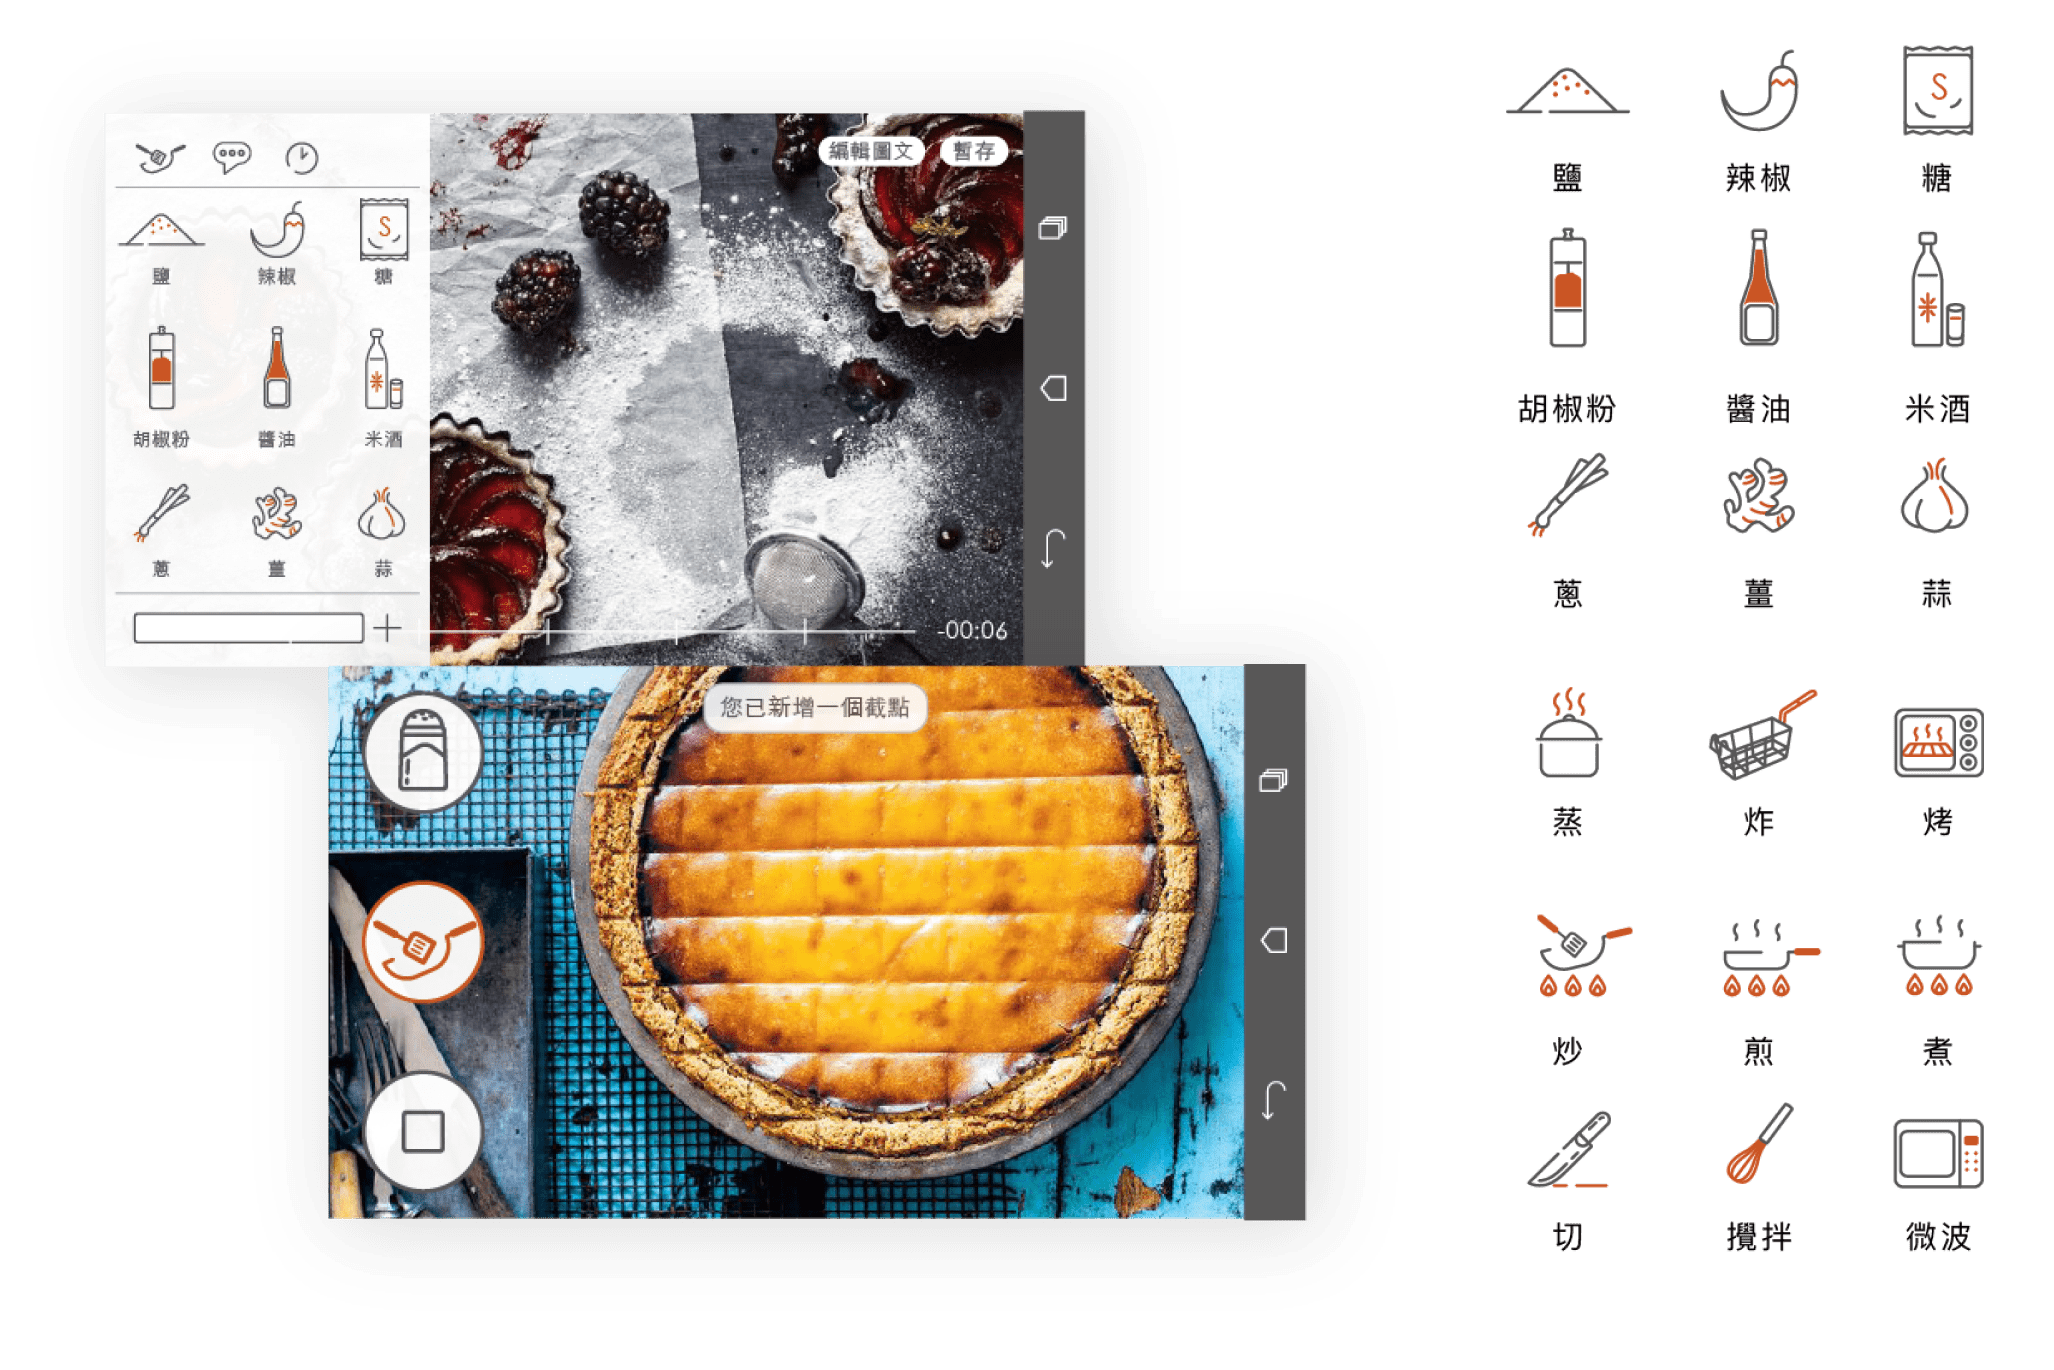 編輯圖文 暫存
鹽 辣椒 糖
胡椒粉 醬油 米酒
蔥 薑 蒜
-00:06
您已新增一個截點
鹽 辣椒 糖
S
胡椒粉 醬油 米酒
米
蔥 薑 蒜
蒸 炸 烤
炒 煎 煮
切 攪拌 微波